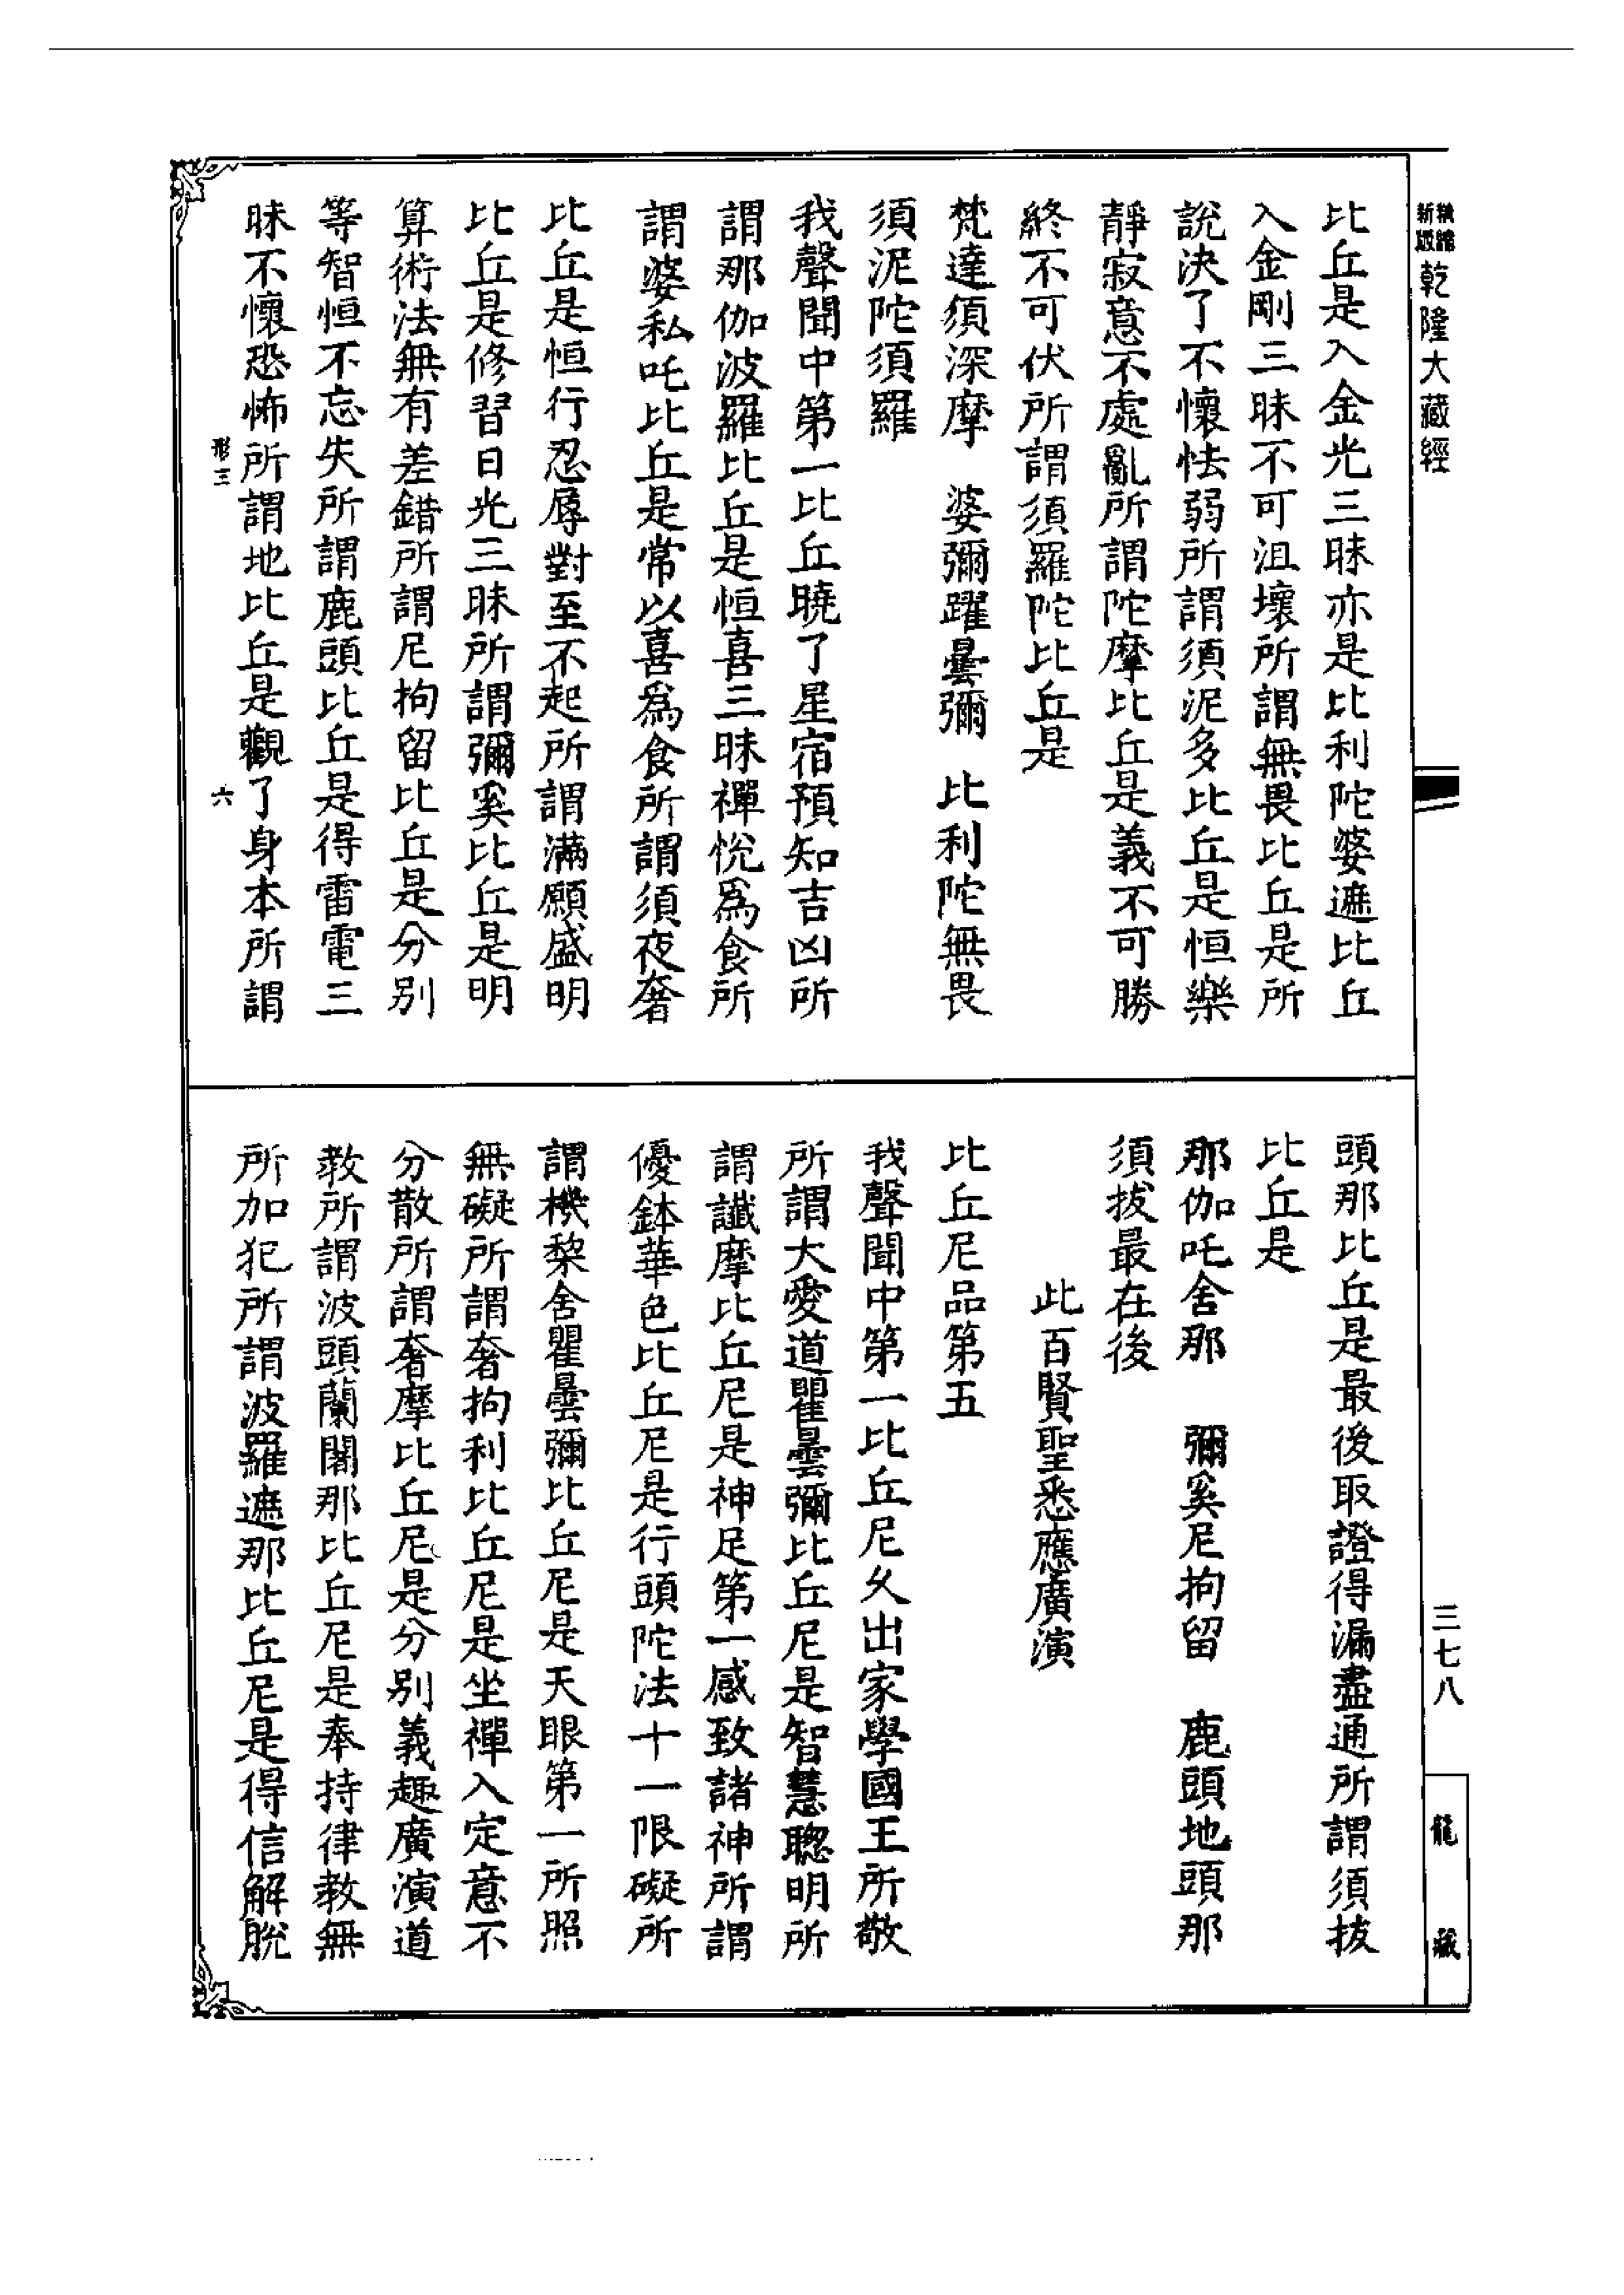 新版
精縮
乾隆大藏經
比丘是入金光三昧亦是比利陀婆遮比丘
入金剛三昧不可沮壞所謂無畏比丘是所
說決了不懷怯弱所謂須泥多比丘是恒樂
靜寂意不處亂所謂陀摩比丘是義不可勝
終不可伏所謂須羅陀比丘是
梵達須深摩　婆彌躍曇彌　比利陀無畏
須泥陀須羅
我聲聞中第一比丘曉了星宿預知吉凶所
謂那伽波羅比丘是恒喜三昧禪悅為食所
謂婆私吒比丘是常以喜為食所謂須夜奢
比丘是恒行忍辱對至不起所謂滿願盛明
比丘是修習日光三昧所謂彌奚比丘是明
算術法無有差錯所謂尼拘留比丘是分別
等智恒不忘失所謂鹿頭比丘是得雷電三
昧不懷恐怖所謂地比丘是觀了身本所謂
形三　六
頭那比丘是最後取證得漏盡通所謂須拔
比丘是
那伽吒舍那　彌奚尼拘留　鹿頭地頭那
須拔最在後
此百賢聖悉應廣演
比丘尼品第五
我聲聞中第一比丘尼久出家學國王所敬
所謂大愛道瞿曇彌比丘尼是智慧聰明所
謂讖摩比丘尼是神足第一感致諸神所謂
優鉢華色比丘尼是行頭陀法十一限礙所
謂機黎舍瞿曇彌比丘尼是天眼第一所照
無礙所謂奢拘利比丘尼是坐禪入定意不
分散所謂奢摩比丘尼是分別義趣廣演道
教所謂波頭蘭闍那比丘尼是奉持律教無
所加犯所謂波羅遮那比丘尼是得信解脫
三七八
龍藏